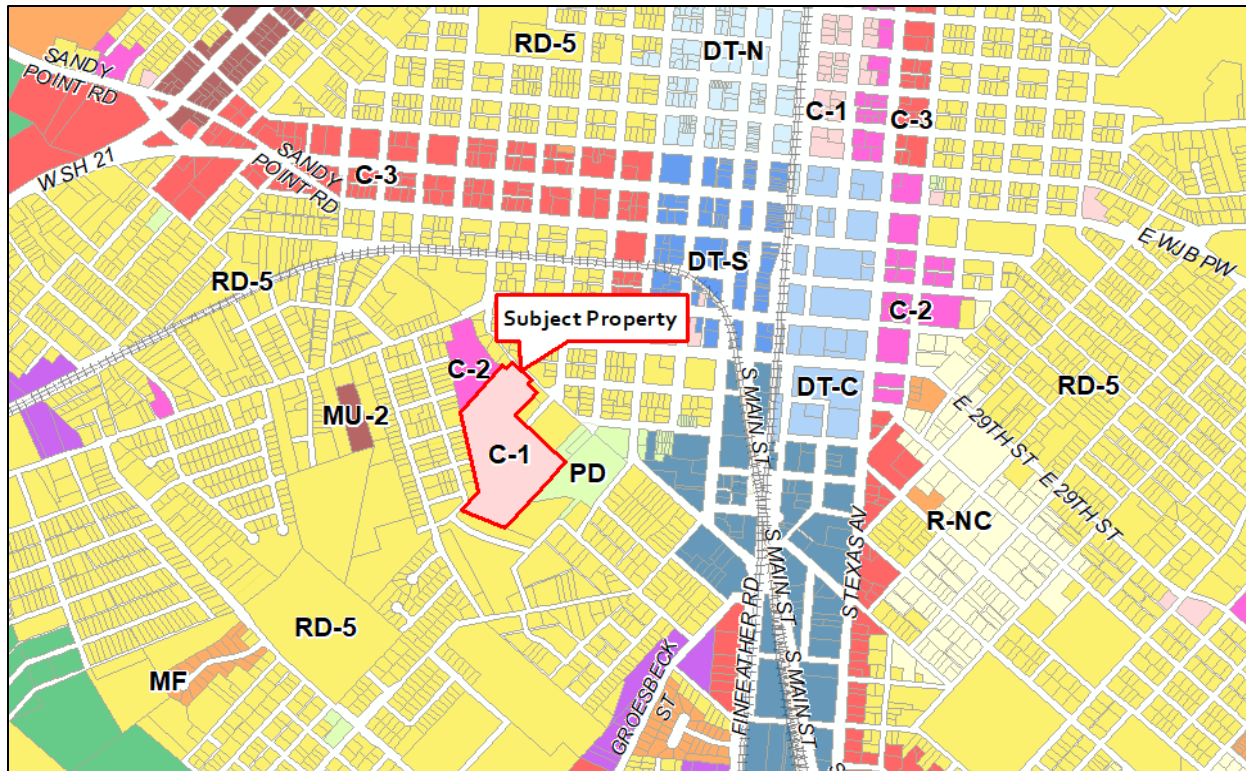 RD-5
DT-N
SANDY
POINT RD
C-1
C-3
W SH 21
SANDY
POINT RD
C-3
E WJB PW
DT-S
RD-5
C-2
Subject Property
C-2
DT-C
RD-5
MU-2
S MAIN ST
E 29TH ST
E 29TH ST
C-1
PD
R-NC
S TEXAS AV
S MAIN ST
RD-5
MF
FINFEATHER RD
GROESBECK
ST
S MAIN ST